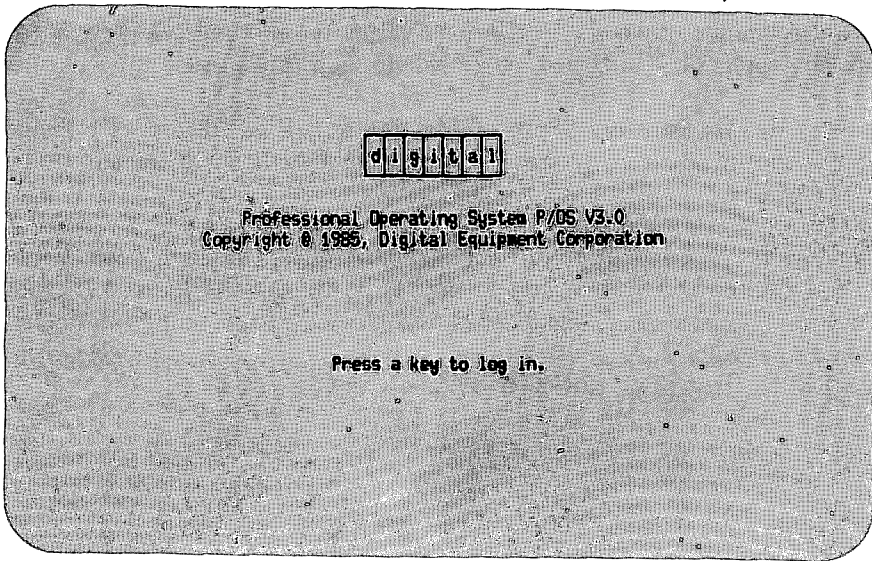 digital
Professional Operating System P/OS V3.0
Copyright © 1985, Digital Equipment Corporation
Press a key to log in.